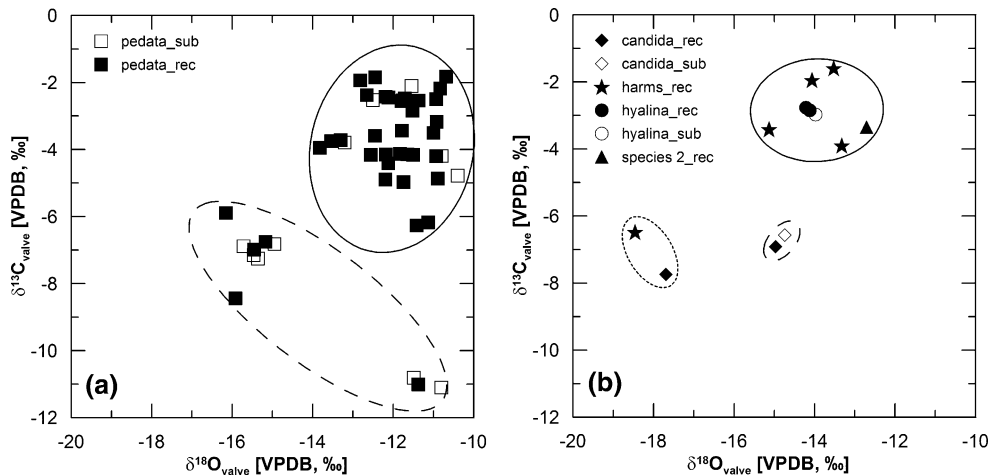 0
-2
-4
-6
-8
-10
-12
δ¹³Cvalve [VPDB, ‰]
pedata_sub
pedata_rec
(a)
-20 -18 -16 -14 -12 -10
δ¹⁸Ovalve [VPDB, ‰]
0
-2
-4
-6
-8
-10
-12
δ¹³Cvalve [VPDB, ‰]
candida_rec
candida_sub
harms_rec
hyalina_rec
hyalina_sub
species 2_rec
(b)
-20 -18 -16 -14 -12 -10
δ¹⁸Ovalve [VPDB, ‰]